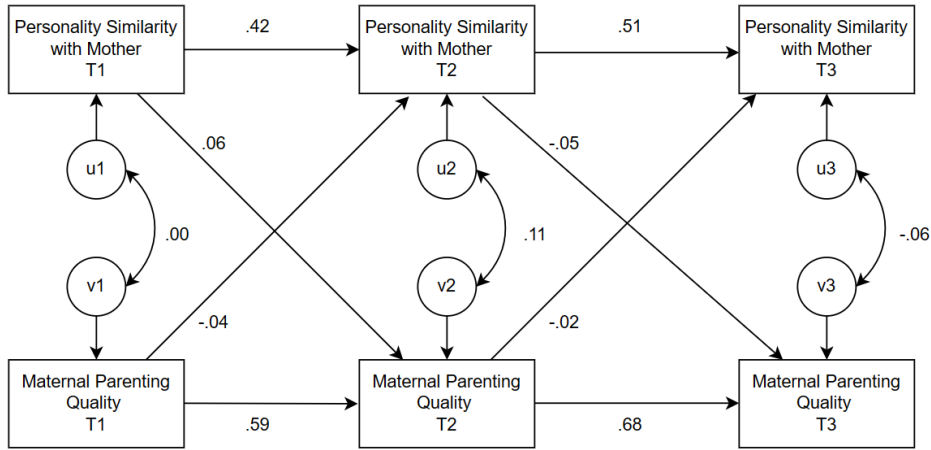 Personality Similarity
with Mother
T1
.42
Personality Similarity
with Mother
T2
.51
Personality Similarity
with Mother
T3
.06
-.05
u1
u2
u3
.00
.11
-.06
v1
v2
v3
-.04
-.02
Maternal Parenting
Quality
T1
.59
Maternal Parenting
Quality
T2
.68
Maternal Parenting
Quality
T3